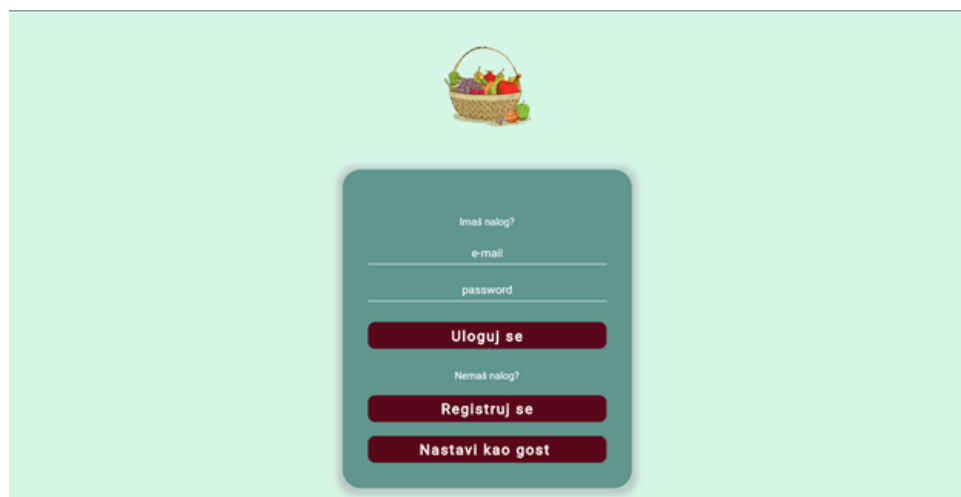 Imaš nalog?
e-mail
password
Uloguj se
Nemaš nalog?
Registruj se
Nastavi kao gost